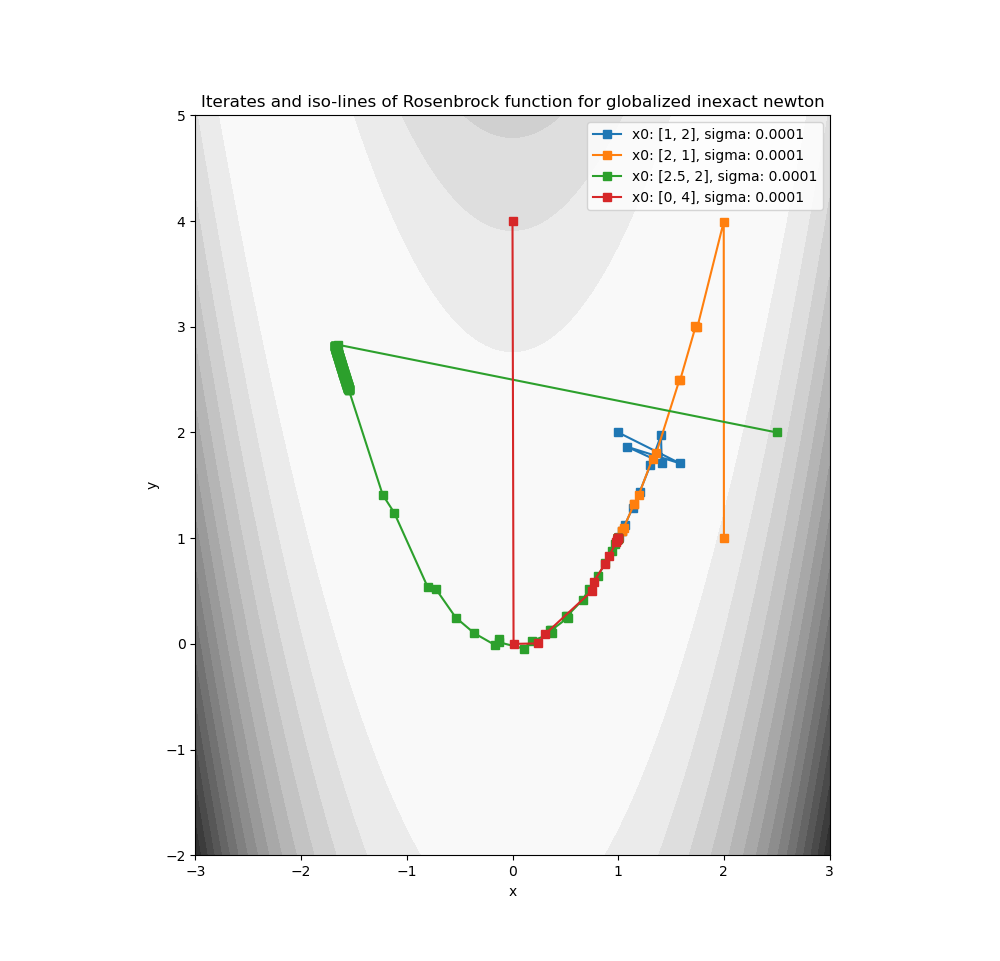 Iterates and iso-lines of Rosenbrock function for globalized inexact newton
x0: [1, 2], sigma: 0.0001
x0: [2, 1], sigma: 0.0001
x0: [2.5, 2], sigma: 0.0001
x0: [0, 4], sigma: 0.0001
5
4
3
2
1
0
−1
−2
y
−3 −2 −1 0 1 2 3
x